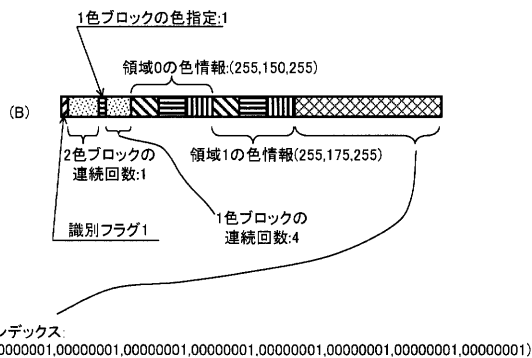 1色ブロックの色指定:1
領域0の色情報:(255,150,255)
(B)
2色ブロックの
連続回数:1
領域1の色情報(255,175,255)
識別フラグ1
1色ブロックの
連続回数:4
ンデックス:
00000001,00000001,00000001,00000001,00000001,00000001,00000001,00000001)